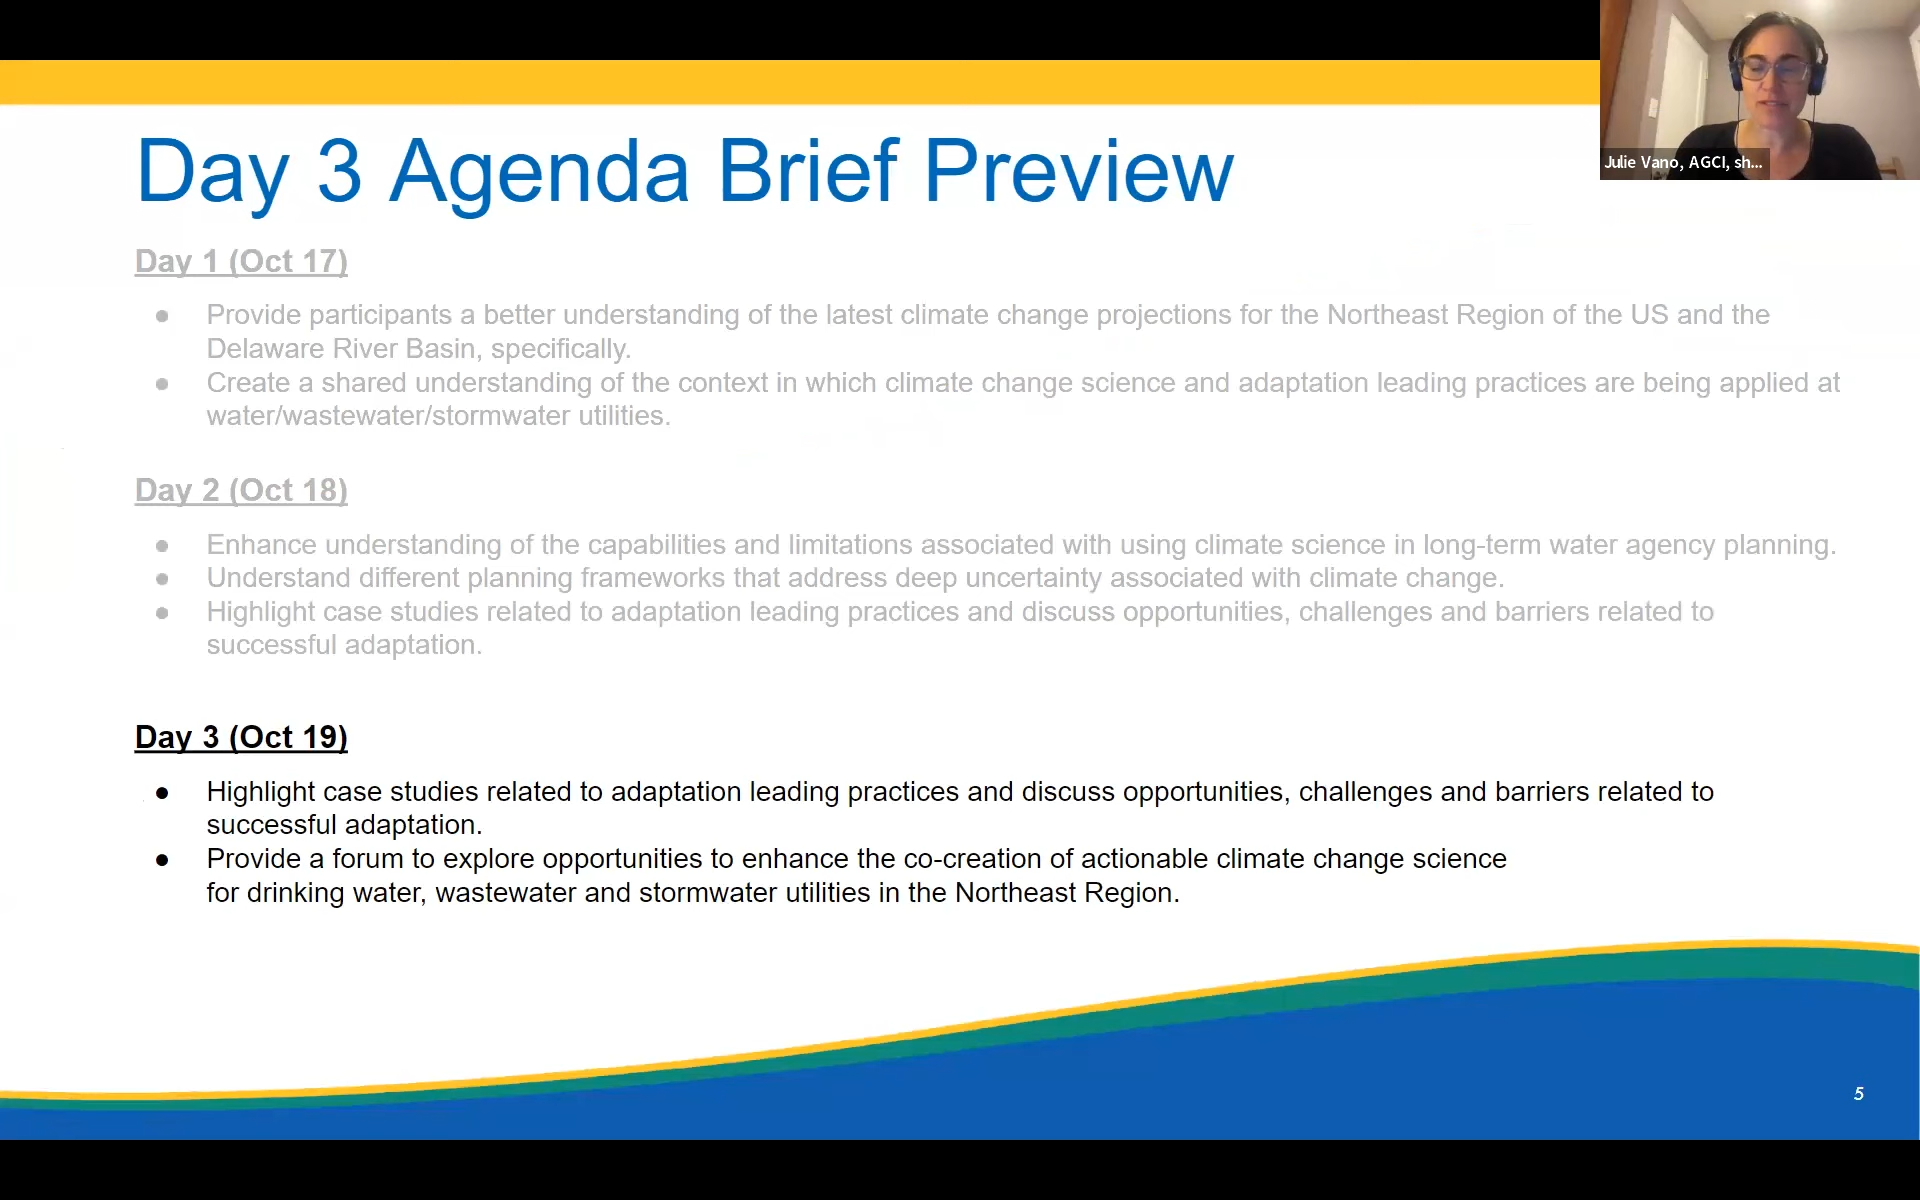 Julie Vano, AGCI, sh...
Day 3 Agenda Brief Preview
Day 1 (Oct 17)
● Provide participants a better understanding of the latest climate change projections for the Northeast Region of the US and the
Delaware River Basin, specifically.
● Create a shared understanding of the context in which climate change science and adaptation leading practices are being applied at
water/wastewater/stormwater utilities.
Day 2 (Oct 18)
● Enhance understanding of the capabilities and limitations associated with using climate science in long-term water agency planning.
● Understand different planning frameworks that address deep uncertainty associated with climate change.
● Highlight case studies related to adaptation leading practices and discuss opportunities, challenges and barriers related to
successful adaptation.
Day 3 (Oct 19)
● Highlight case studies related to adaptation leading practices and discuss opportunities, challenges and barriers related to
successful adaptation.
● Provide a forum to explore opportunities to enhance the co-creation of actionable climate change science
for drinking water, wastewater and stormwater utilities in the Northeast Region.
5